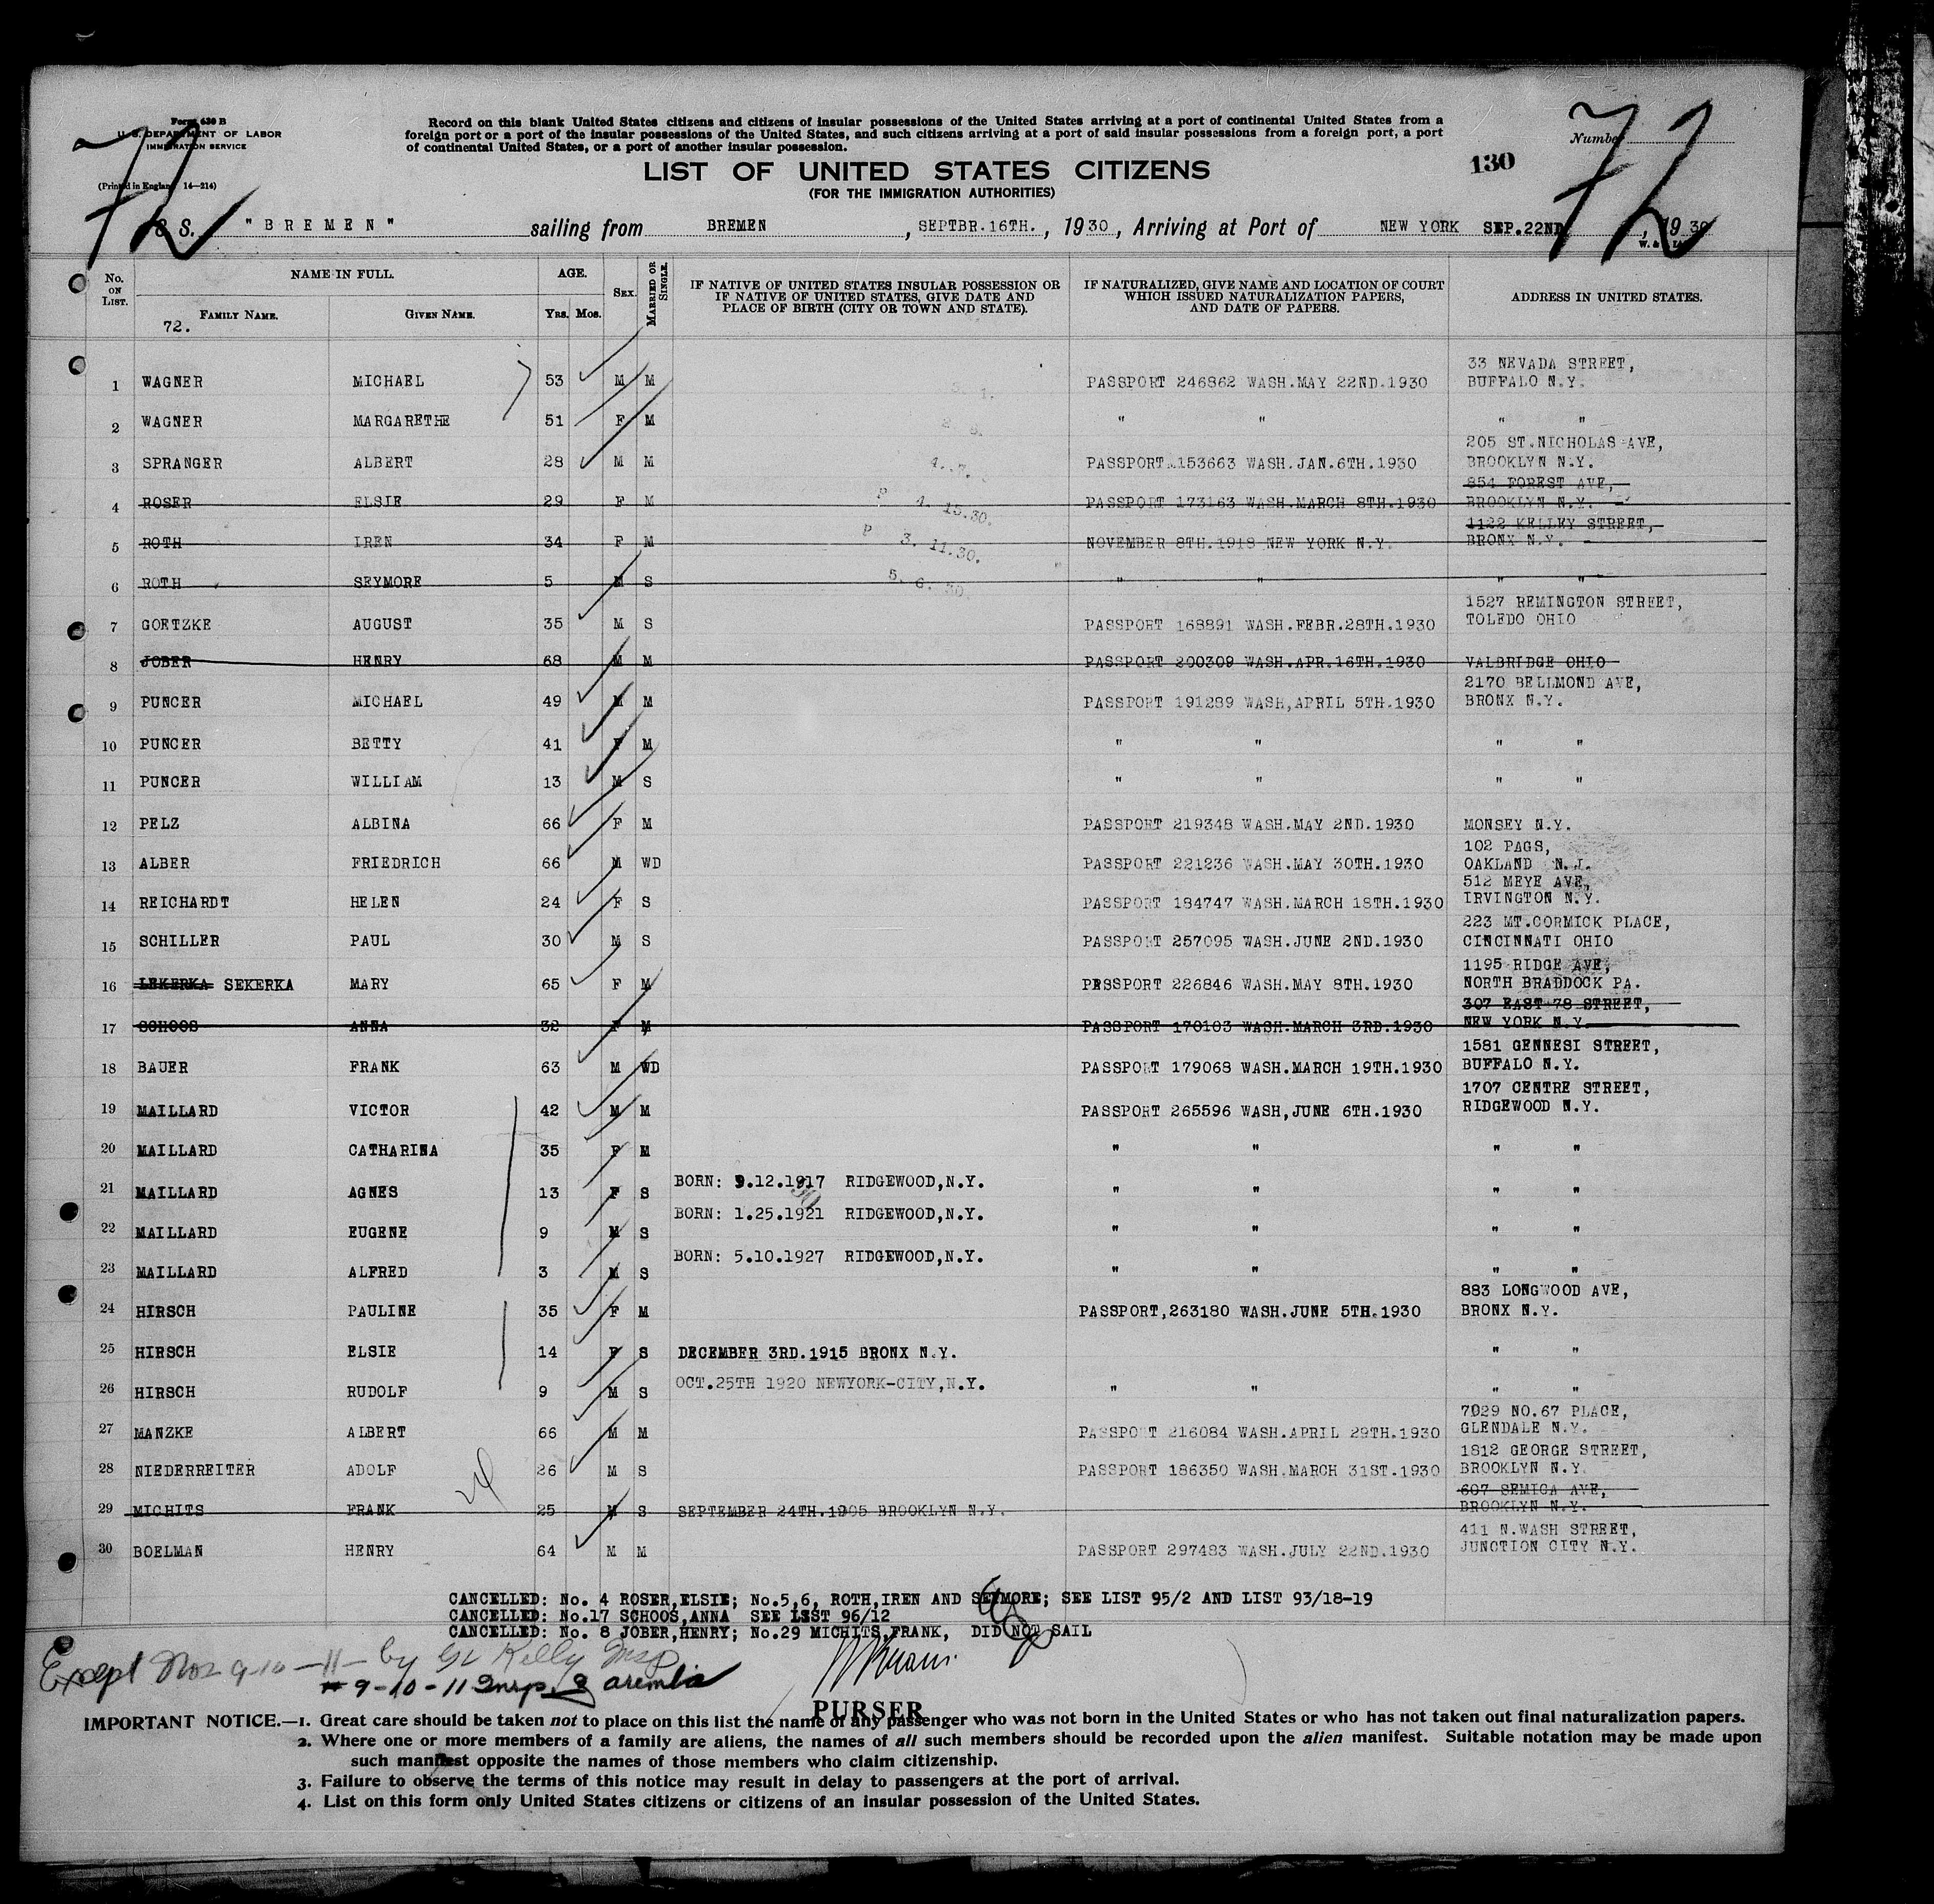 Form 630 B
U. S. DEPARTMENT OF LABOR
IMMIGRATION SERVICE
(Printed in England 14—214)
72
Record on this blank United States citizens and citizens of insular possessions of the United States arriving at a port of continental United States from a
foreign port or a port of the insular possessions of the United States, and such citizens arriving at a port of said insular possessions from a foreign port, a port
of continental United States, or a port of another insular possession.
LIST OF UNITED STATES CITIZENS
(FOR THE IMMIGRATION AUTHORITIES)
130
Number
72
S. S. "BREMEN" sailing from BREMEN, SEPTBR.16TH., 1930, Arriving at Port of NEW YORK SEP.22ND, 1930
No. ON LIST. NAME IN FULL. AGE. SEX. MARRIED OR SINGLE. IF NATIVE OF UNITED STATES INSULAR POSSESSION OR IF NATIVE OF UNITED STATES, GIVE DATE AND PLACE OF BIRTH (CITY OR TOWN AND STATE). IF NATURALIZED, GIVE NAME AND LOCATION OF COURT WHICH ISSUED NATURALIZATION PAPERS, AND DATE OF PAPERS. ADDRESS IN UNITED STATES.
72. FAMILY NAME. GIVEN NAME. Yrs. Mos.
33 NEVADA STREET,
1 WAGNER MICHAEL 53 M M PASSPORT 246862 WASH.MAY 22ND.1930 BUFFALO N.Y.
2 WAGNER MARGARETHE 51 F M " " " "
205 ST.NICHOLAS AVE,
3 SPRANGER ALBERT 28 M M PASSPORT.153663 WASH.JAN.6TH.1930 BROOKLYN N.Y.
854 FOREST AVE,
4 ROSER ELSIE 29 F M PASSPORT 173163 WASH.MARCH 8TH.1930 BROOKLYN N.Y.
1122 KELLEY STREET,
5 ROTH IREN 34 F M NOVEMBER 8TH.1918 NEW YORK N.Y. BRONX N.Y.
6 ROTH SEYMORE 5 M S " " " "
1527 REMINGTON STREET,
7 GOETZKE AUGUST 35 M S PASSPORT 168891 WASH.FEBR.28TH.1930 TOLEDO OHIO
8 JOBER HENRY 68 M M PASSPORT 200309 WASH.APR.16TH.1930 VALBRIDGE OHIO
2170 BELLMOND AVE,
9 PUNCER MICHAEL 49 M M PASSPORT 191289 WASH,APRIL 5TH.1930 BRONX N.Y.
10 PUNCER BETTY 41 F M " " " "
11 PUNCER WILLIAM 13 M S " " " "
12 PELZ ALBINA 66 F M PASSPORT 219348 WASH.MAY 2ND.1930 MONSEY N.Y.
102 PAGS,
13 ALBER FRIEDRICH 66 M WD PASSPORT 221236 WASH.MAY 30TH.1930 OAKLAND N.J.
512 MEYE AVE,
14 REICHARDT HELEN 24 F S PASSPORT 184747 WASH.MARCH 18TH.1930 IRVINGTON N.Y.
223 MT.CORMICK PLACE,
15 SCHILLER PAUL 30 M S PASSPORT 257095 WASH.JUNE 2ND.1930 CINCINNATI OHIO
1195 RIDGE AVE,
16 LEKERKA SEKERKA MARY 65 F M PASSPORT 226846 WASH.MAY 8TH.1930 NORTH BRADDOCK PA.
307 EAST 78 STREET,
17 SCHOOS ANNA 32 F M PASSPORT 170103 WASH.MARCH 3RD.1930 NEW YORK N.Y.
1581 GENNESI STREET,
18 BAUER FRANK 63 M WD PASSPORT 179068 WASH.MARCH 19TH.1930 BUFFALO N.Y.
1707 CENTRE STREET,
19 MAILLARD VICTOR 42 M M PASSPORT 265596 WASH,JUNE 6TH.1930 RIDGEWOOD N.Y.
20 MAILLARD CATHARINA 35 F M " " " "
21 MAILLARD AGNES 13 F S BORN: 9.12.1917 RIDGEWOOD,N.Y. " " " "
22 MAILLARD EUGENE 9 M S BORN: 1.25.1921 RIDGEWOOD,N.Y. " " " "
23 MAILLARD ALFRED 3 M S BORN: 5.10.1927 RIDGEWOOD,N.Y. " " " "
883 LONGWOOD AVE,
24 HIRSCH PAULINE 35 F M PASSPORT,263180 WASH.JUNE 5TH.1930 BRONX N.Y.
25 HIRSCH ELSIE 14 F S DECEMBER 3RD.1915 BRONX N.Y. " "
26 HIRSCH RUDOLF 9 M S OCT.25TH 1920 NEWYORK-CITY,N.Y. " " " "
7029 NO.67 PLACE,
27 MANZKE ALBERT 66 M M PASSPORT 216084 WASH.APRIL 29TH.1930 GLENDALE N.Y.
1812 GEORGE STREET,
28 NIEDERREITER ADOLF 26 M S PASSPORT 186350 WASH.MARCH 31ST.1930 BROOKLYN N.Y.
607 SEMICA AVE,
29 MICHITS FRANK 25 M S SEPTEMBER 24TH.1905 BROOKLYN N.Y. BROOKLYN N.Y.
411 N.WASH STREET,
30 BOELMAN HENRY 64 M M PASSPORT 297483 WASH.JULY 22ND.1930 JUNCTION CITY N.Y.
CANCELLED: No. 4 ROSER,ELSIE; No.5,6, ROTH,IREN AND SEYMORE; SEE LIST 95/2 AND LIST 93/18-19
CANCELLED: No.17 SCHOOS,ANNA SEE LIST 96/12
CANCELLED: No. 8 JOBER,HENRY; No.29 MICHITS,FRANK, DID NOT SAIL
Except Nos 9-10-11- by Kelly Insp
9-10-11 Insp
PURSER
IMPORTANT NOTICE.—1. Great care should be taken not to place on this list the name of any passenger who was not born in the United States or who has not taken out final naturalization papers.
2. Where one or more members of a family are aliens, the names of all such members should be recorded upon the alien manifest. Suitable notation may be made upon
such manifest opposite the names of those members who claim citizenship.
3. Failure to observe the terms of this notice may result in delay to passengers at the port of arrival.
4. List on this form only United States citizens or citizens of an insular possession of the United States.